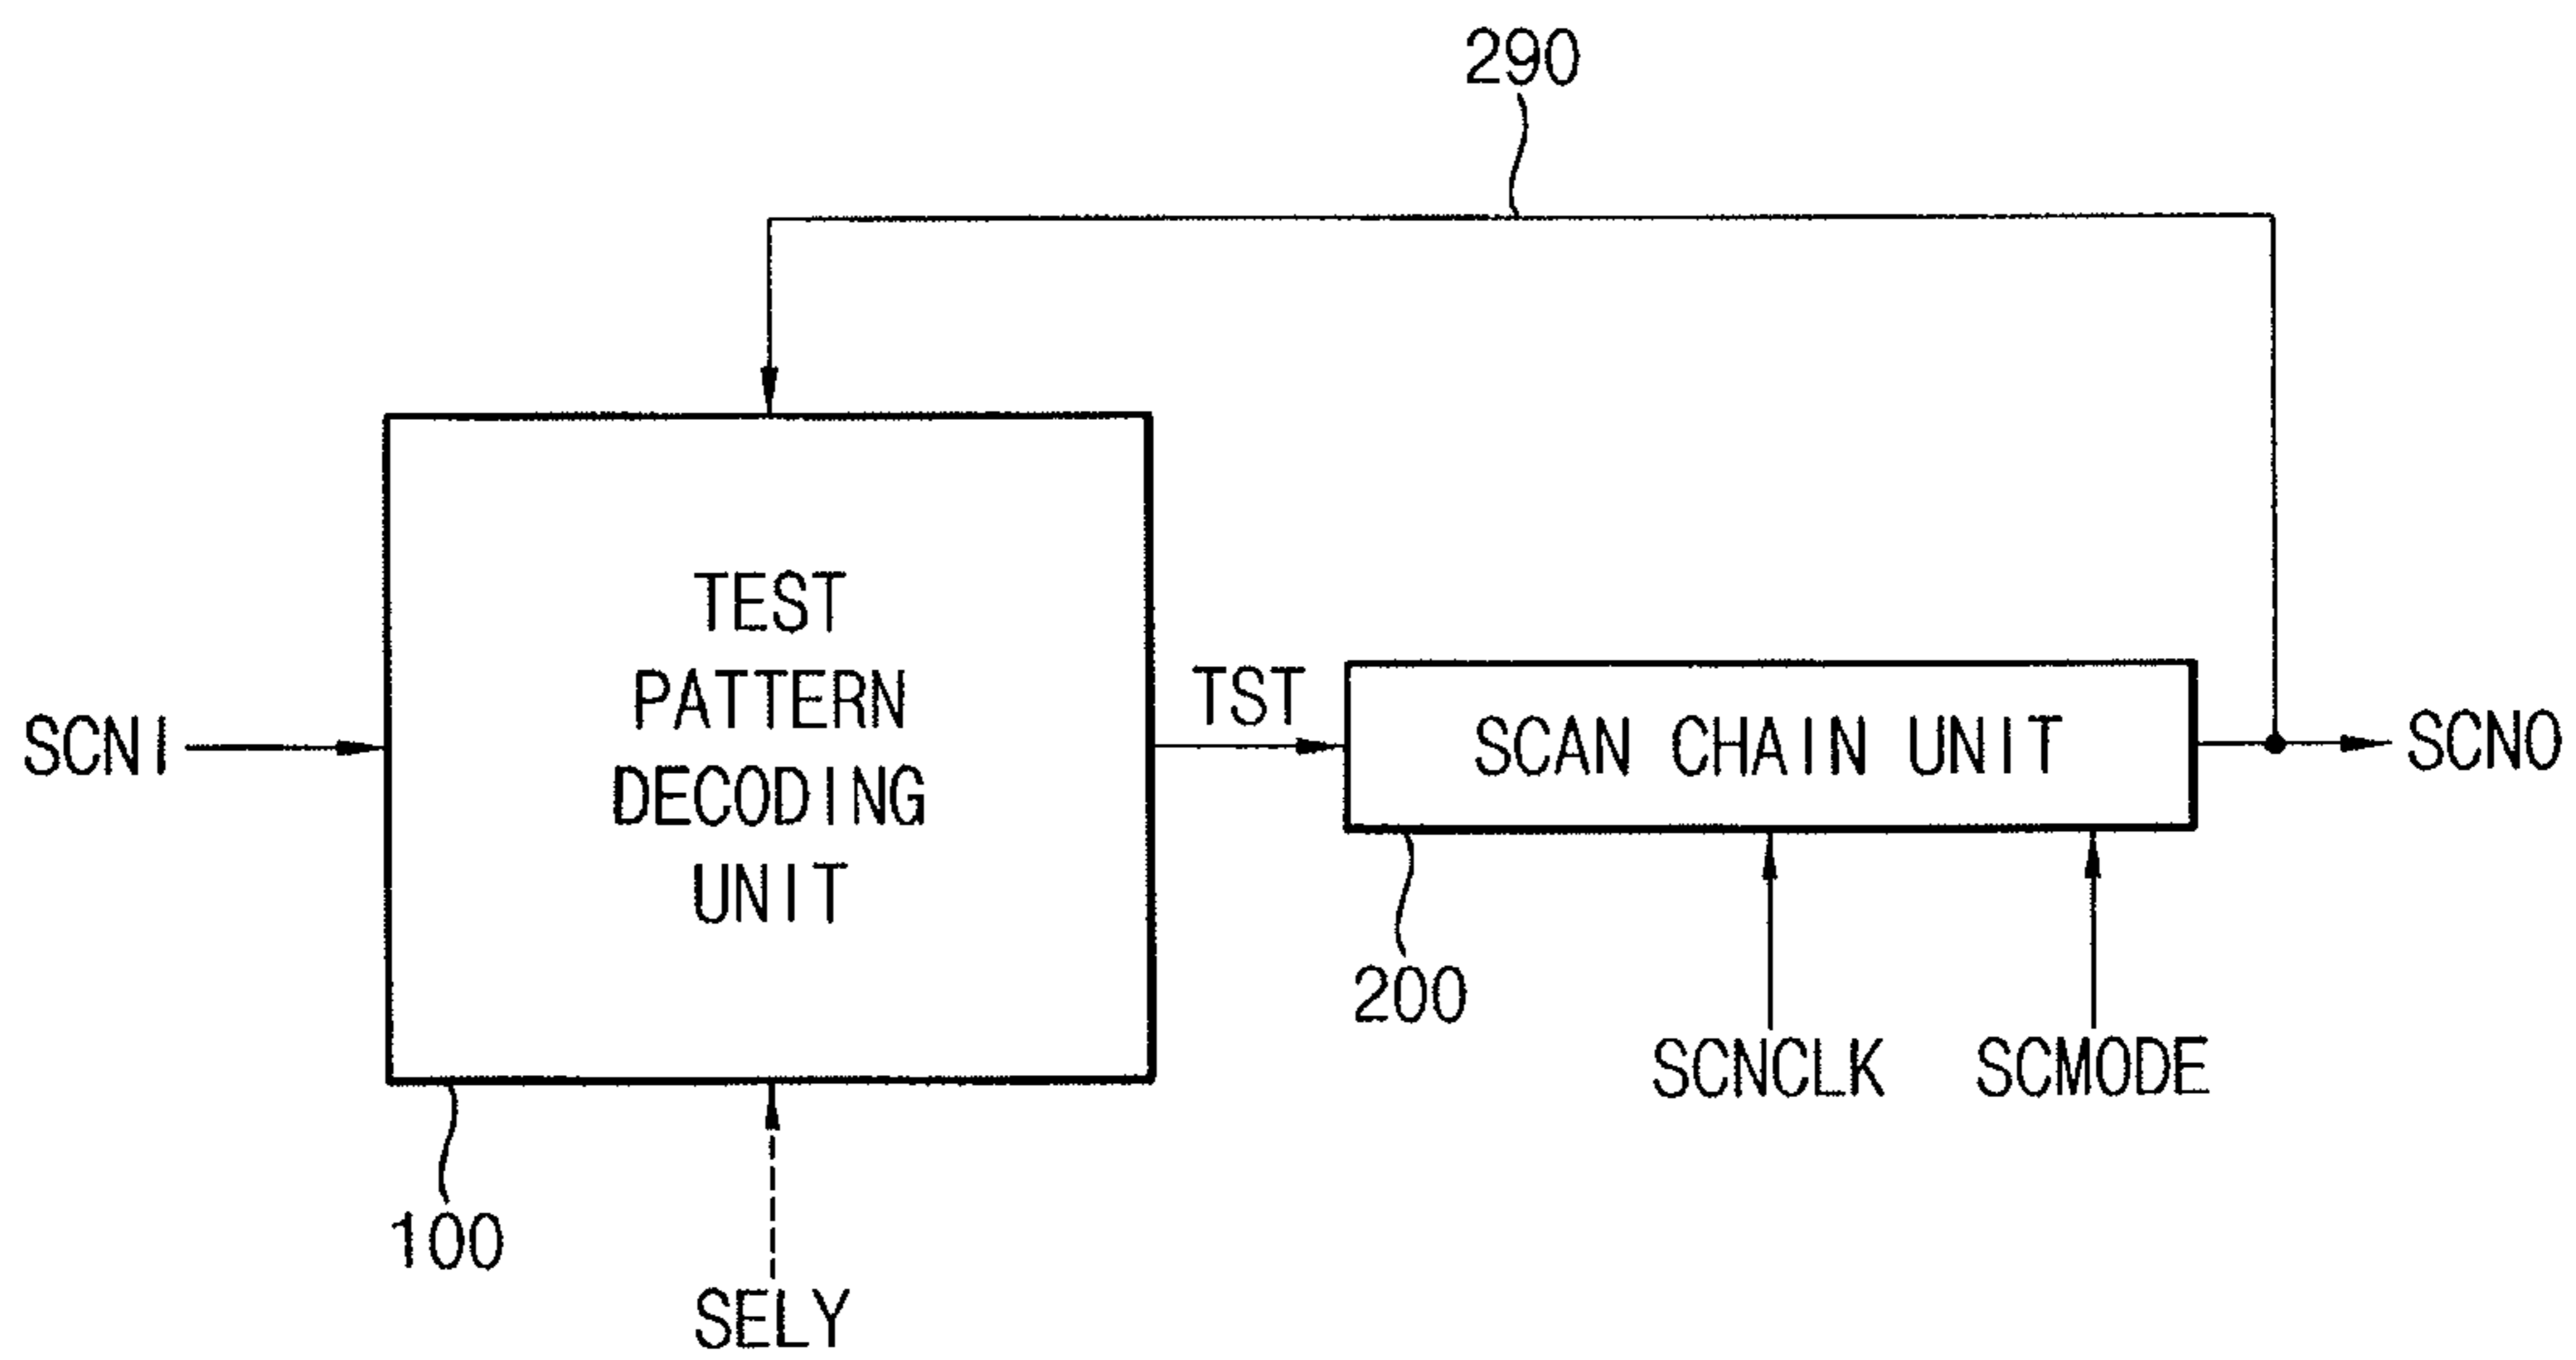 290
TEST
PATTERN
DECODING
UNIT
SCNI
TST
SCAN CHAIN UNIT
SCNO
200
SCNCLK
SCMODE
100
SELY